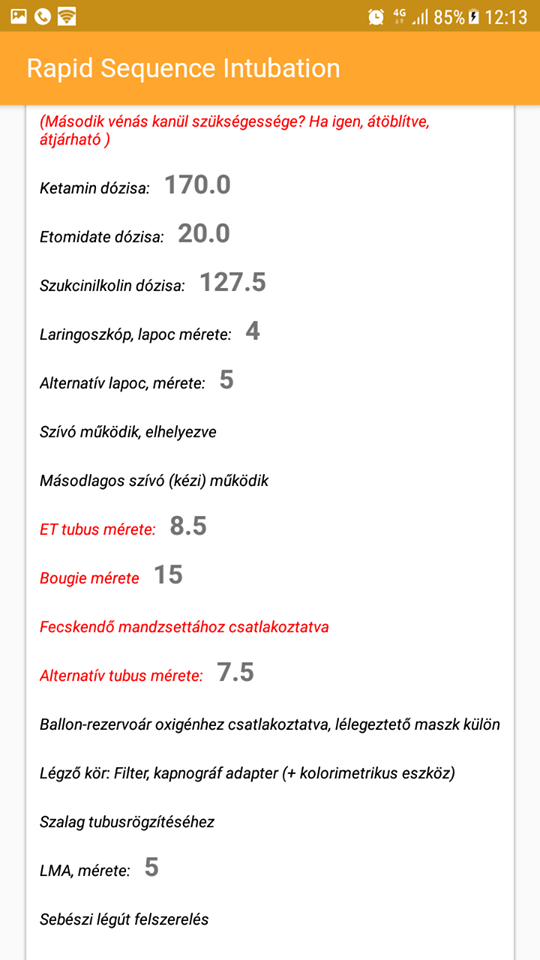 4G 85% 12:13
Rapid Sequence Intubation
(Második vénás kanül szükségessége? Ha igen, átöblítve,
átjárható )
Ketamin dózisa: 170.0
Etomidate dózisa: 20.0
Szukcinilkolin dózisa: 127.5
Laringoszkóp, lapoc mérete: 4
Alternatív lapoc, mérete: 5
Szívó működik, elhelyezve
Másodlagos szívó (kézi) működik
ET tubus mérete: 8.5
Bougie mérete 15
Fecskendő mandzsettához csatlakoztatva
Alternatív tubus mérete: 7.5
Ballon-rezervoár oxigénhez csatlakoztatva, lélegeztető maszk külön
Légző kör: Filter, kapnográf adapter (+ kolorimetrikus eszköz)
Szalag tubusrögzítéséhez
LMA, mérete: 5
Sebészi légút felszerelés